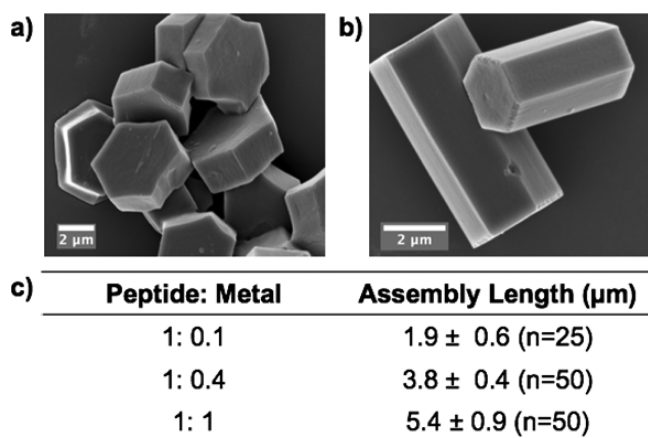 a)
b)
2 μm
2 μm
c) Peptide: Metal Assembly Length (μm)
1: 0.1 1.9 ± 0.6 (n=25)
1: 0.4 3.8 ± 0.4 (n=50)
1: 1 5.4 ± 0.9 (n=50)